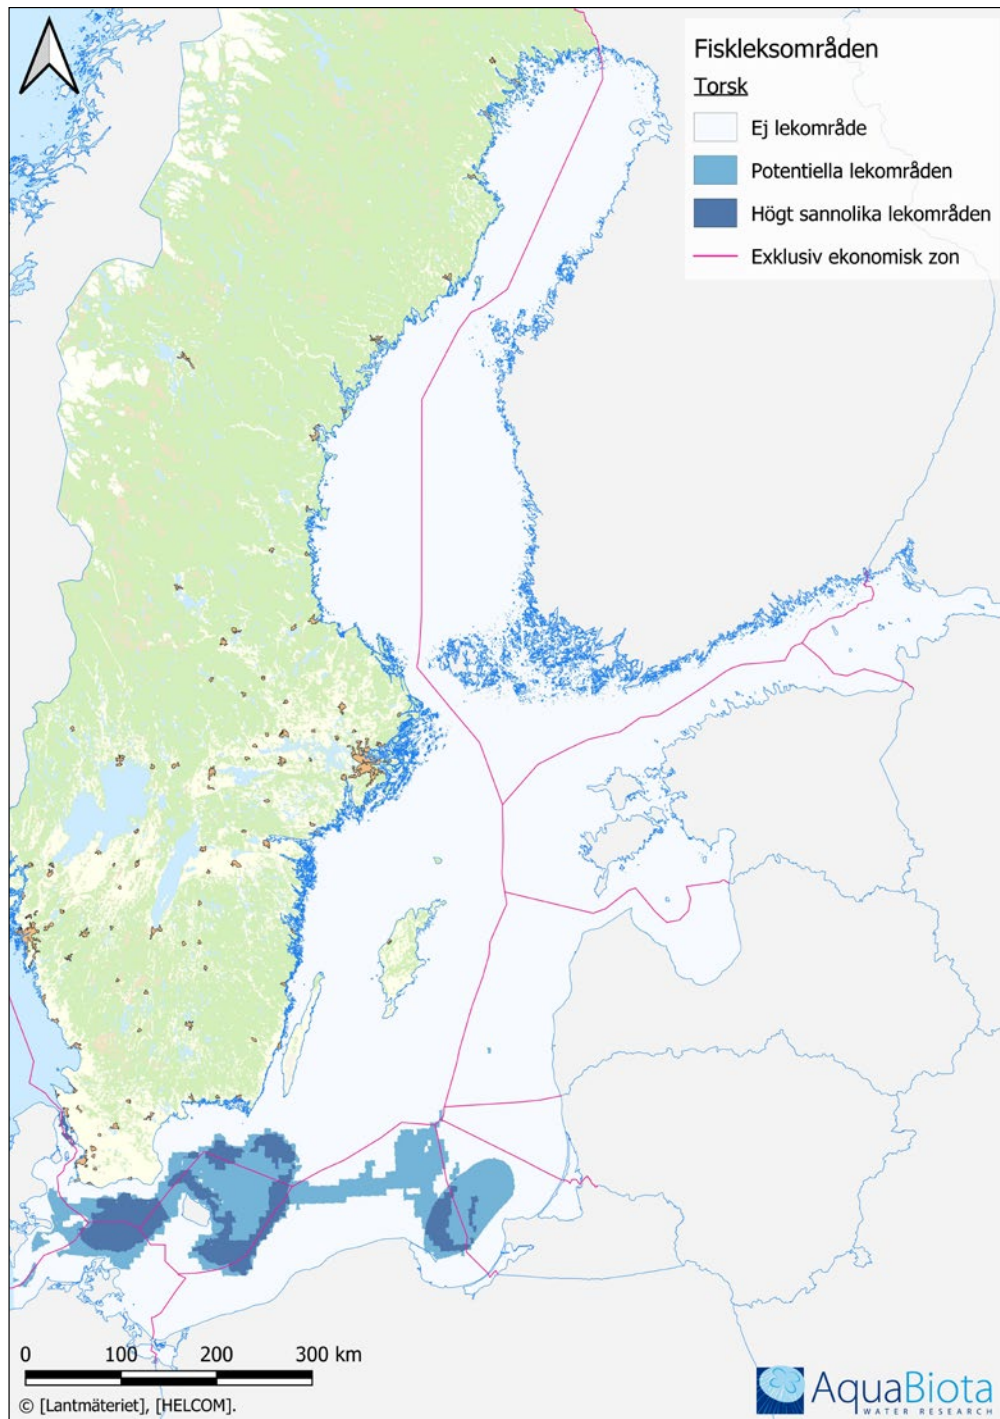 Fiskleksområden
Torsk
Ej lekområde
Potentiella lekområden
Högt sannolika lekområden
Exklusiv ekonomisk zon
0 100 200 300 km
© [Lantmäteriet], [HELCOM].
AquaBiota
WATER RESEARCH